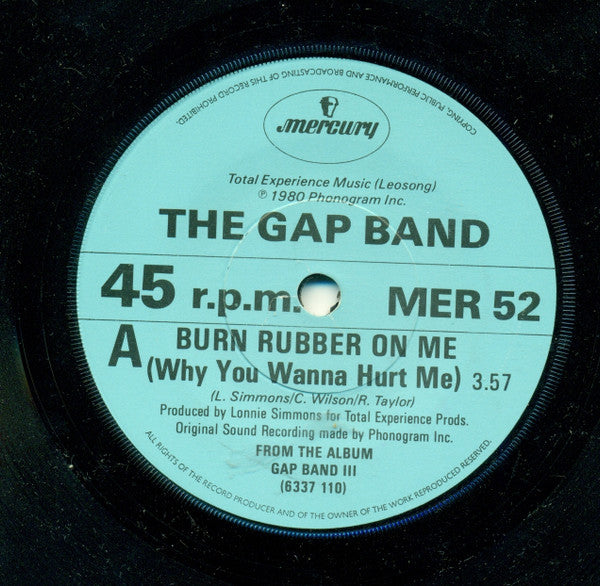 COPYING, PUBLIC PERFORMANCE AND BROADCASTING OF THIS RECORD PROHIBITED.
mercury
Total Experience Music (Leosong)
℗ 1980 Phonogram Inc.
THE GAP BAND
45 r.p.m. MER 52
A BURN RUBBER ON ME
(Why You Wanna Hurt Me) 3.57
(L. Simmons/C. Wilson/R. Taylor)
Produced by Lonnie Simmons for Total Experience Prods.
Original Sound Recording made by Phonogram Inc.
FROM THE ALBUM
GAP BAND III
(6337 110)
ALL RIGHTS OF THE RECORD PRODUCER AND OF THE OWNER OF THE WORK REPRODUCED RESERVED.